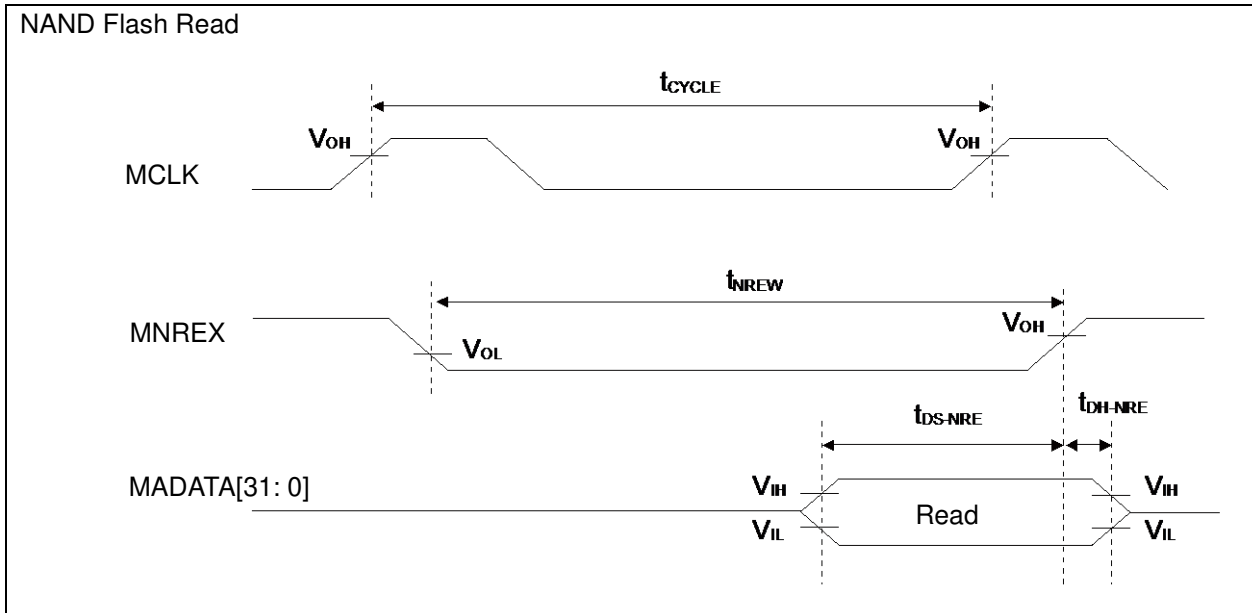 NAND Flash Read
tCYCLE
VOH
VOH
MCLK
tNREW
MNREX
VOL
VOH
tDS-NRE
tDH-NRE
MADATA[31: 0]
VIH
VIH
Read
VIL
VIL